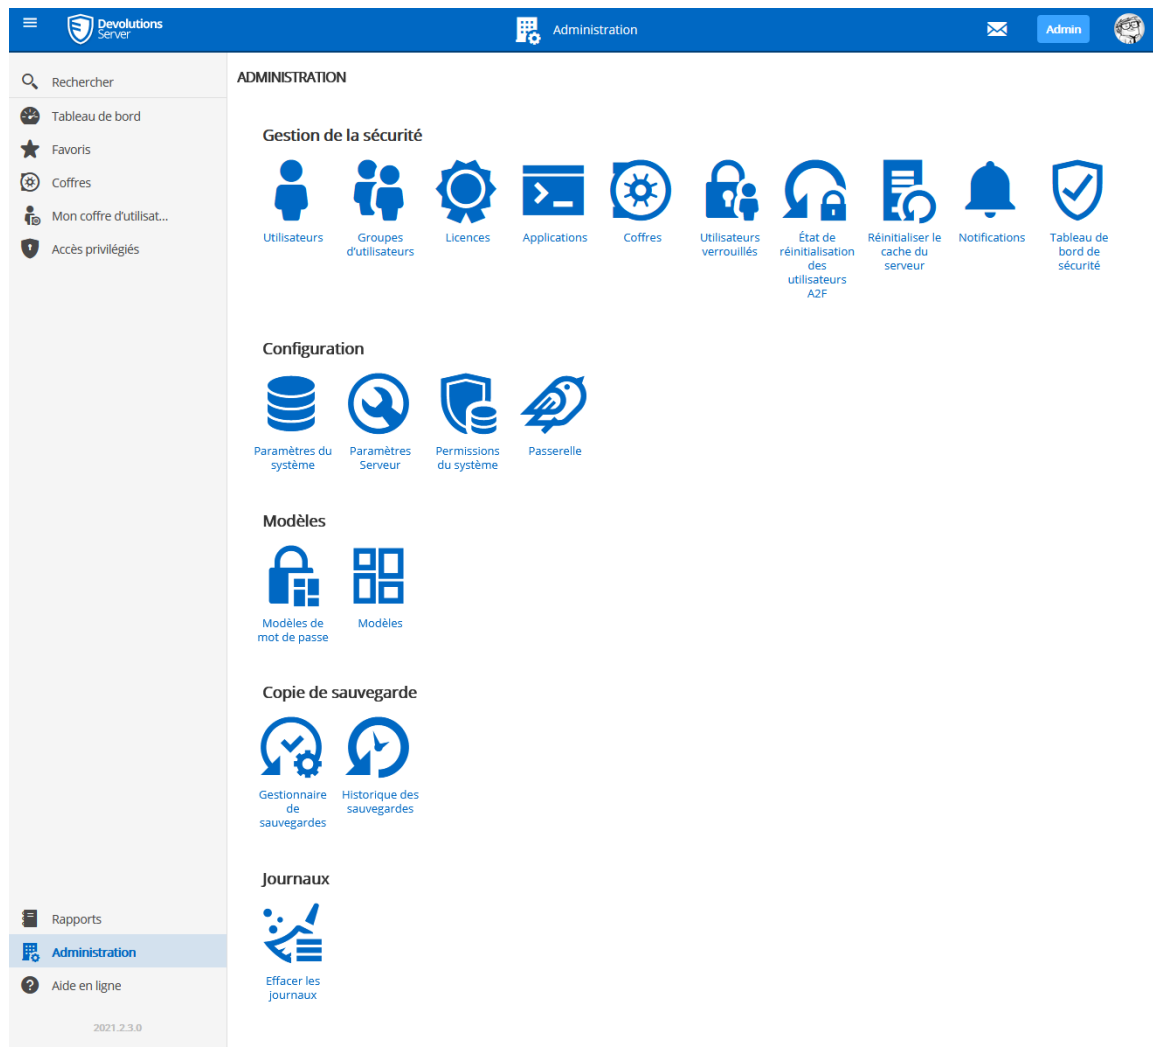 Devolutions
Server
Administration
Admin
Rechercher
Tableau de bord
Favoris
Coffres
Mon coffre d'utilisat...
Accès privilégiés
ADMINISTRATION
Gestion de la sécurité
Utilisateurs
Groupes
d'utilisateurs
Licences
Applications
Coffres
Utilisateurs
verrouillés
État de
réinitialisation
des
utilisateurs
A2F
Réinitialiser le
cache du
serveur
Notifications
Tableau de
bord de
sécurité
Configuration
Paramètres du
système
Paramètres
Serveur
Permissions
du système
Passerelle
Modèles
Modèles de
mot de passe
Modèles
Copie de sauvegarde
Gestionnaire
de
sauvegardes
Historique des
sauvegardes
Journaux
Effacer les
journaux
Rapports
Administration
Aide en ligne
2021.2.3.0